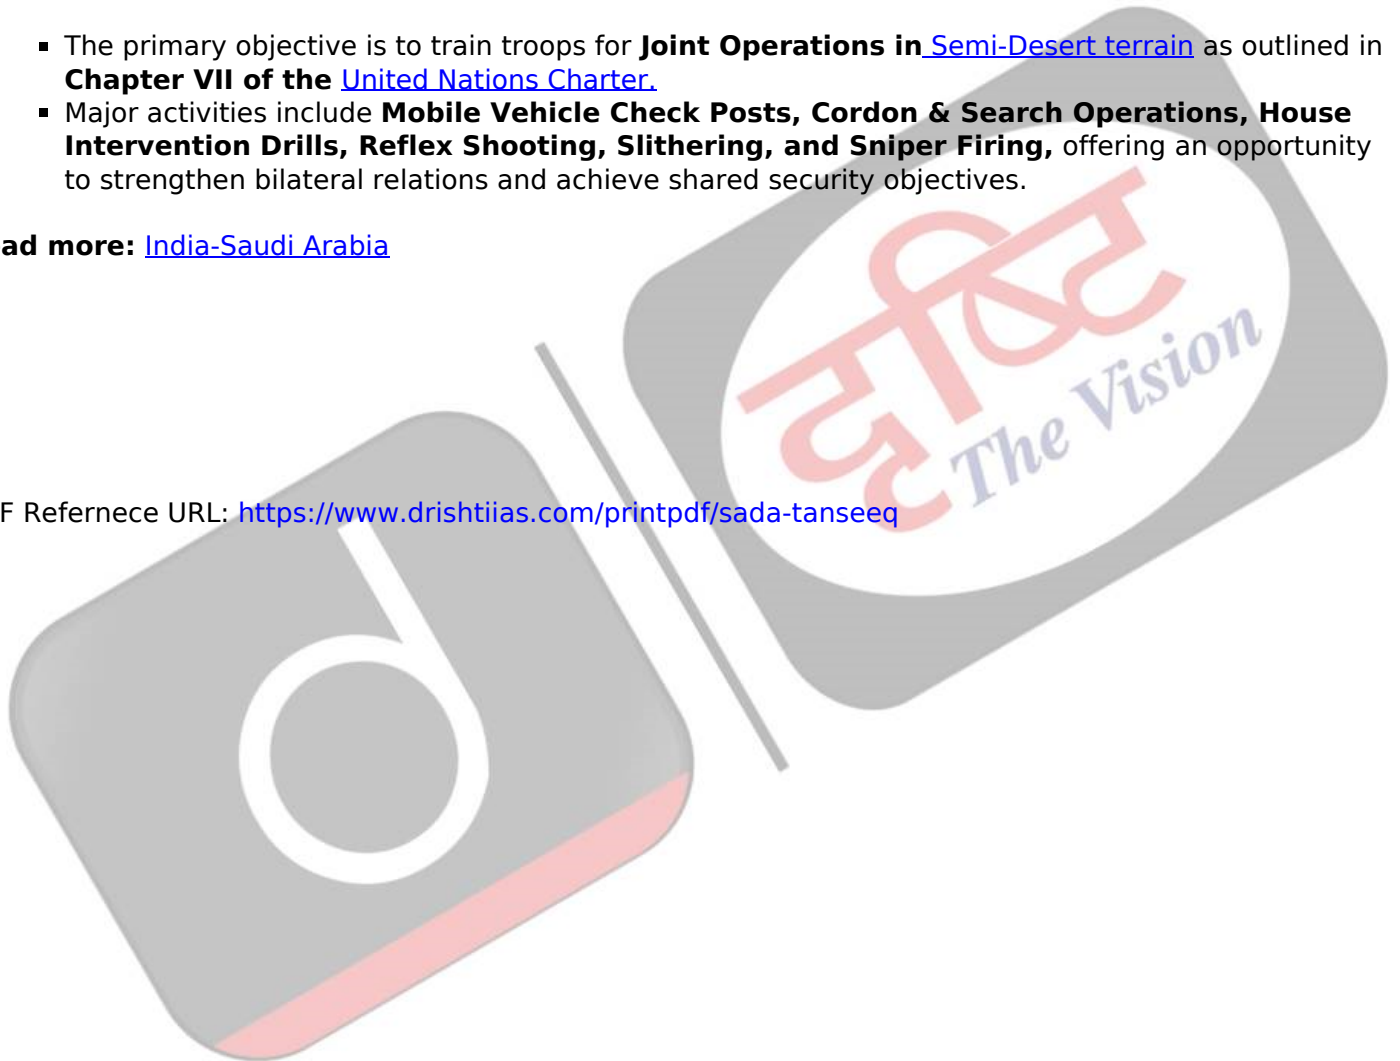 ▪ The primary objective is to train troops for Joint Operations in Semi-Desert terrain as outlined in
Chapter VII of the United Nations Charter.
▪ Major activities include Mobile Vehicle Check Posts, Cordon & Search Operations, House
Intervention Drills, Reflex Shooting, Slithering, and Sniper Firing, offering an opportunity
to strengthen bilateral relations and achieve shared security objectives.
ad more: India-Saudi Arabia
दृष्टि
The Vision
F Refernece URL: https://www.drishtiias.com/printpdf/sada-tanseeq
d